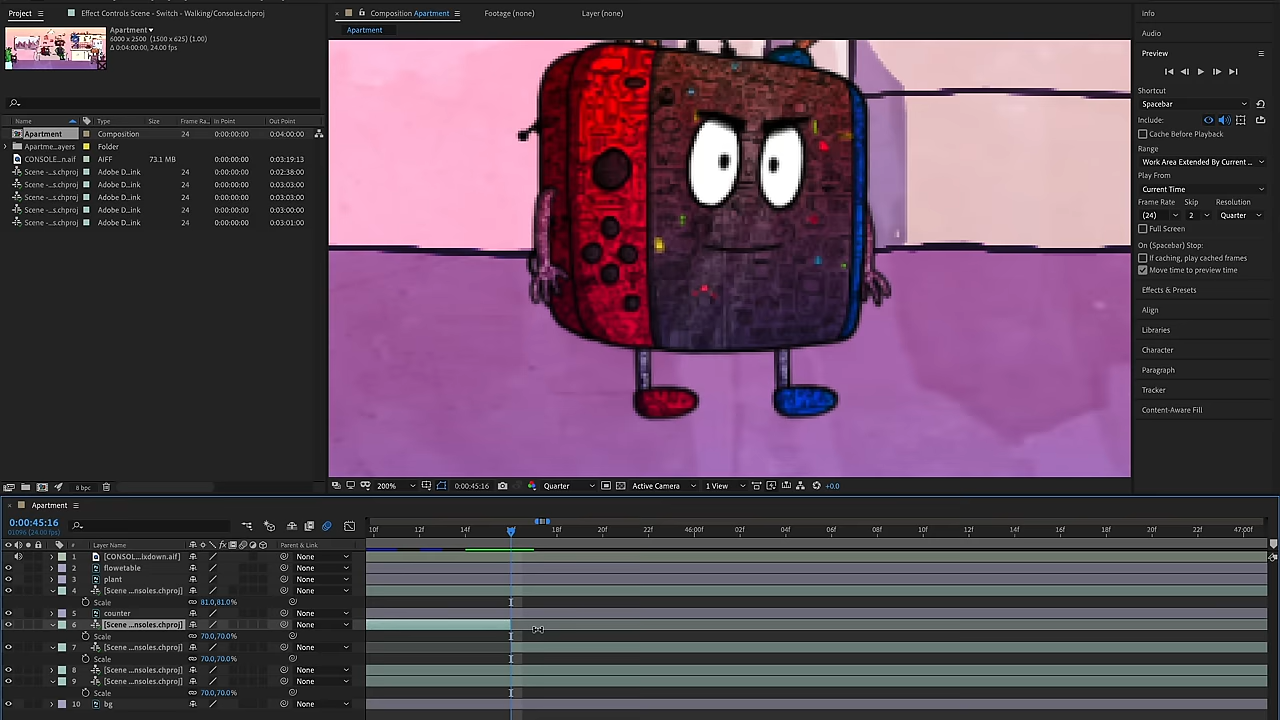 Project
Effect Controls Scene - Switch - Walking/Consoles.chproj
Composition Apartment
Footage (none)
Layer (none)
Info
Apartment
6000 x 2500 (1500 x 625) (1.00)
Δ 0:04:00:00, 24.00 fps
Apartment
Audio
Preview
Shortcut
Spacebar
Include:
Cache Before Playback
Range
Work Area Extended By Current ...
Play From
Current Time
Frame Rate Skip Resolution
(24) 2 Quarter
Full Screen
On (Spacebar) Stop:
If caching, play cached frames
Move time to preview time
Effects & Presets
Align
Libraries
Character
Paragraph
Tracker
Content-Aware Fill
Name Type Size Frame Ra... In Point Out Point
Apartment Composition 24 0:00:00:00 0:04:00:00
Apartme...ayers Folder
CONSOLE...n.aif AIFF 73.1 MB 0:00:00:00 0:03:19:13
Scene -...s.chproj Adobe D...ink 24 0:00:00:00 0:02:38:00
Scene -...s.chproj Adobe D...ink 24 0:00:00:00 0:03:03:00
Scene -...s.chproj Adobe D...ink 24 0:00:00:00 0:03:03:00
Scene -...s.chproj Adobe D...ink 24 0:00:00:00 0:03:00:00
Scene -...s.chproj Adobe D...ink 24 0:00:00:00 0:03:01:00
8 bpc
200% 0:00:45:16 Quarter Active Camera 1 View +0.0
Apartment
0:00:45:16
01096 (24.00 fps)
10f 12f 14f 18f 20f 22f 46:00f 02f 04f 06f 08f 10f 12f 14f 16f 18f 20f 22f 47:00f
# Layer Name Parent & Link
1 [CONSOL...ixdown.aif] None
2 flowetable None
3 plant None
4 [Scene ...nsoles.chproj] None
Scale 81.0,81.0%
5 counter None
6 [Scene ...nsoles.chproj] None
Scale 70.0,70.0%
7 [Scene ...nsoles.chproj] None
Scale 70.0,70.0%
8 [Scene ...nsoles.chproj] None
9 [Scene ...nsoles.chproj] None
Scale 70.0,70.0%
10 bg None